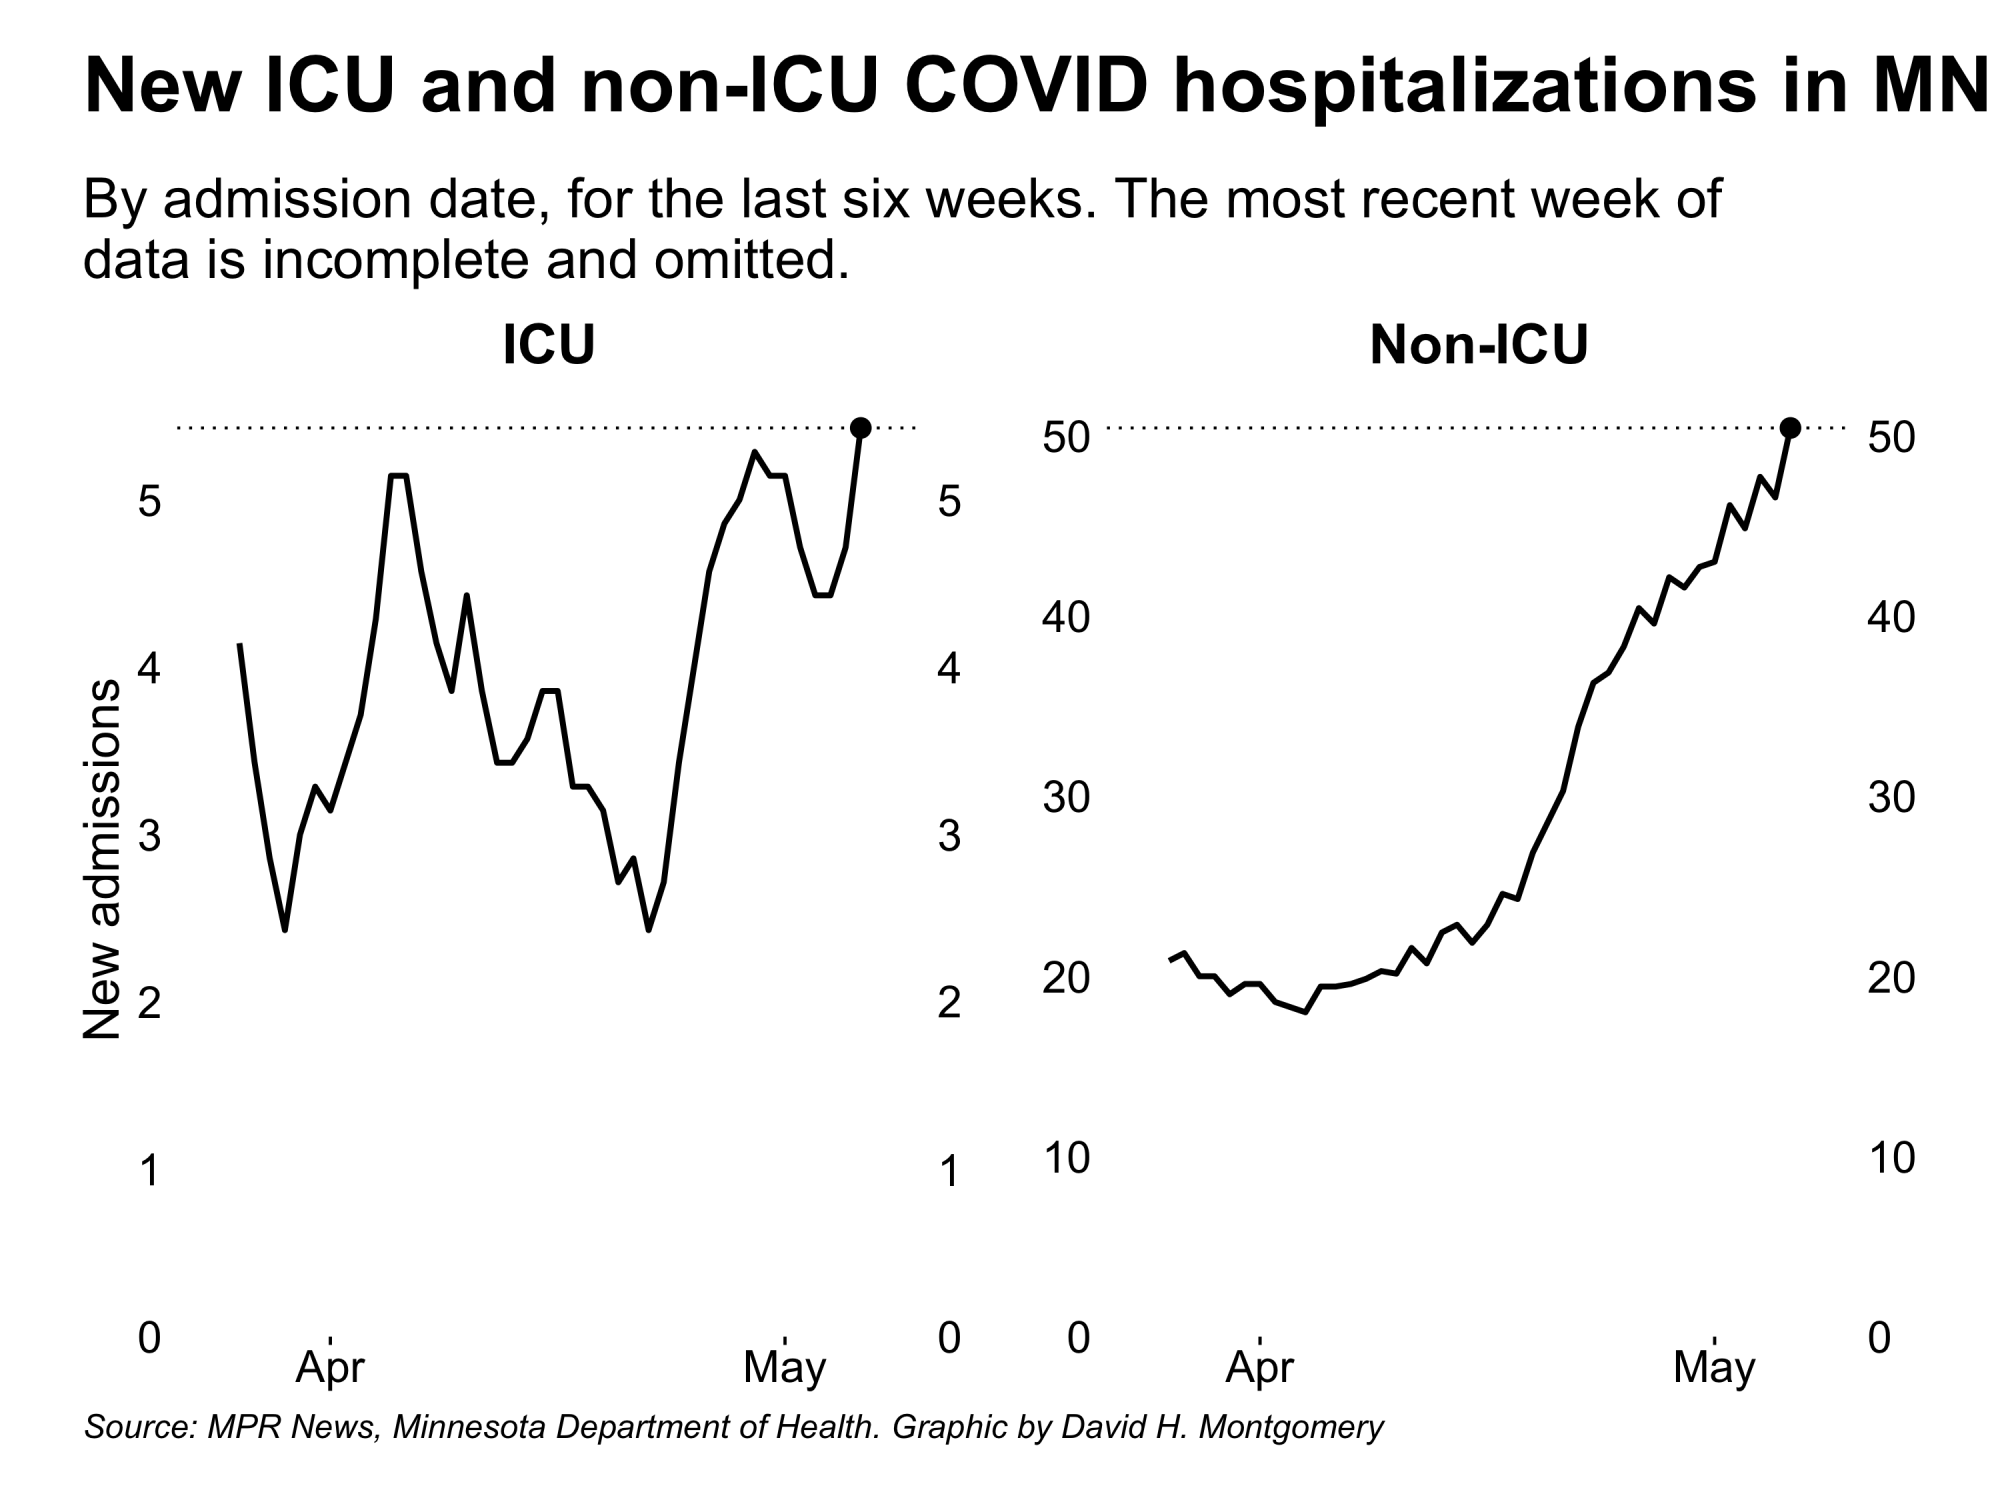 New ICU and non-ICU COVID hospitalizations in MN
By admission date, for the last six weeks. The most recent week of
data is incomplete and omitted.
ICU
New admissions
5
4
3
2
1
0
5
4
3
2
1
0
Apr
May
Non-ICU
50
40
30
20
10
0
50
40
30
20
10
0
Apr
May
Source: MPR News, Minnesota Department of Health. Graphic by David H. Montgomery